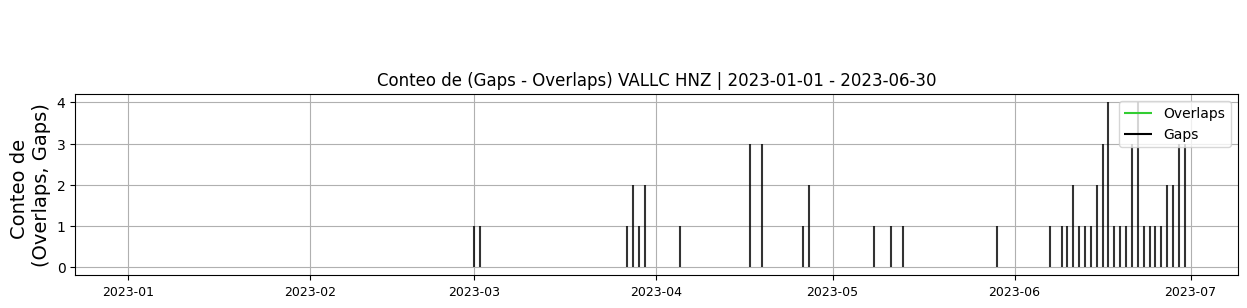 Conteo de (Gaps - Overlaps) VALLC HNZ | 2023-01-01 - 2023-06-30
Conteo de
(Overlaps, Gaps)
4
3
2
1
0
Overlaps
Gaps
2023-01
2023-02
2023-03
2023-04
2023-05
2023-06
2023-07